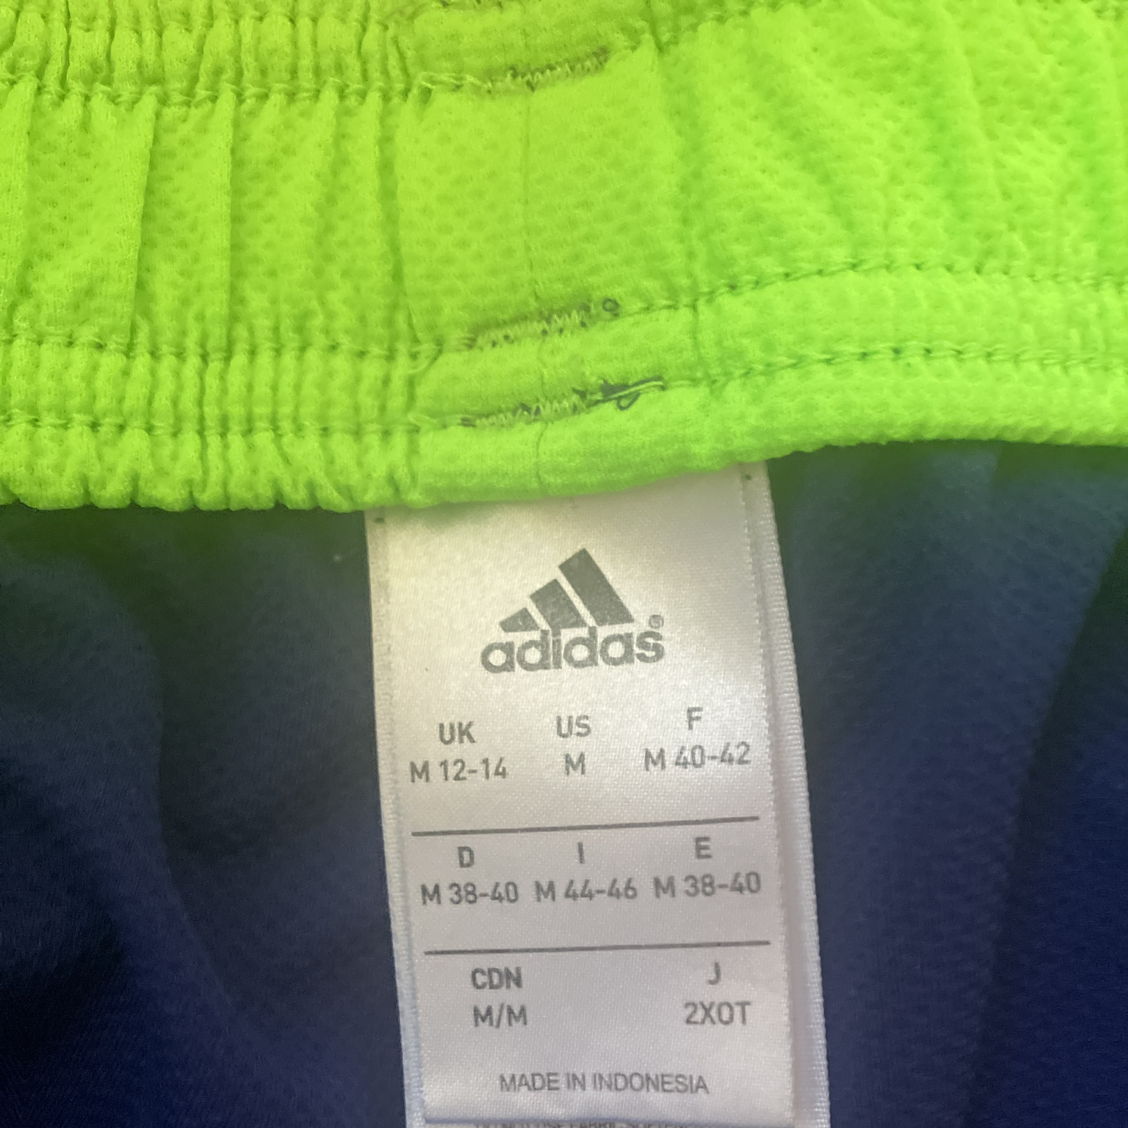 adidas®
UK US F
M 12-14 M M 40-42
D I E
M 38-40 M 44-46 M 38-40
CDN J
M/M 2XOT
MADE IN INDONESIA